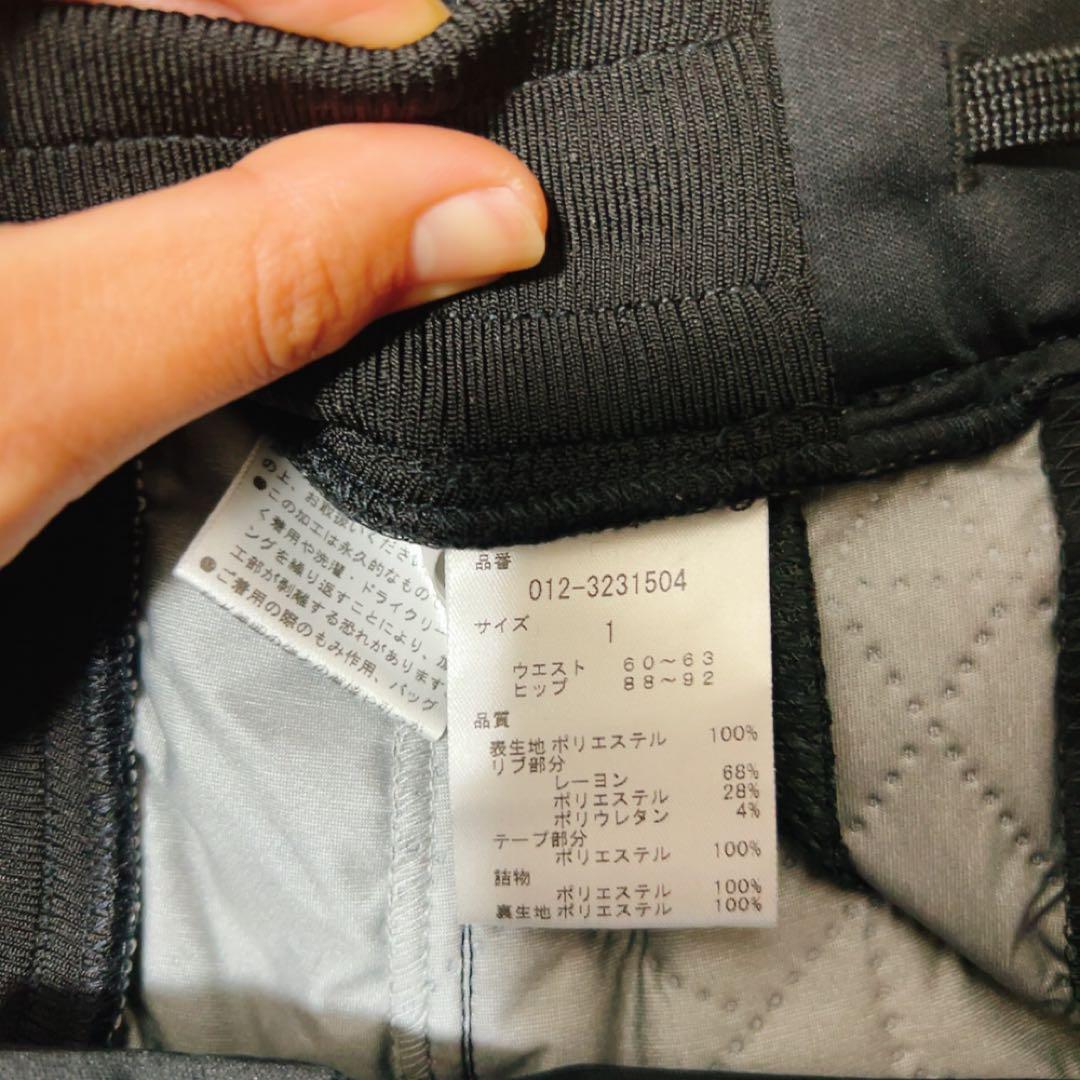 の上、お取扱いくださ
●この加工は永久的なもの
く着用や洗濯・ドライクリー
ングを繰り返すことにより、加
工部が剥離する恐れがあります
●ご着用の際のもみ作用、バッグ
品番
012-3231504
サイズ
1
ウエスト 60～63
ヒップ 88～92
品質
表生地 ポリエステル 100%
リブ部分
レーヨン 68%
ポリエステル 28%
ポリウレタン 4%
テープ部分
ポリエステル 100%
詰物
ポリエステル 100%
裏生地 ポリエステル 100%